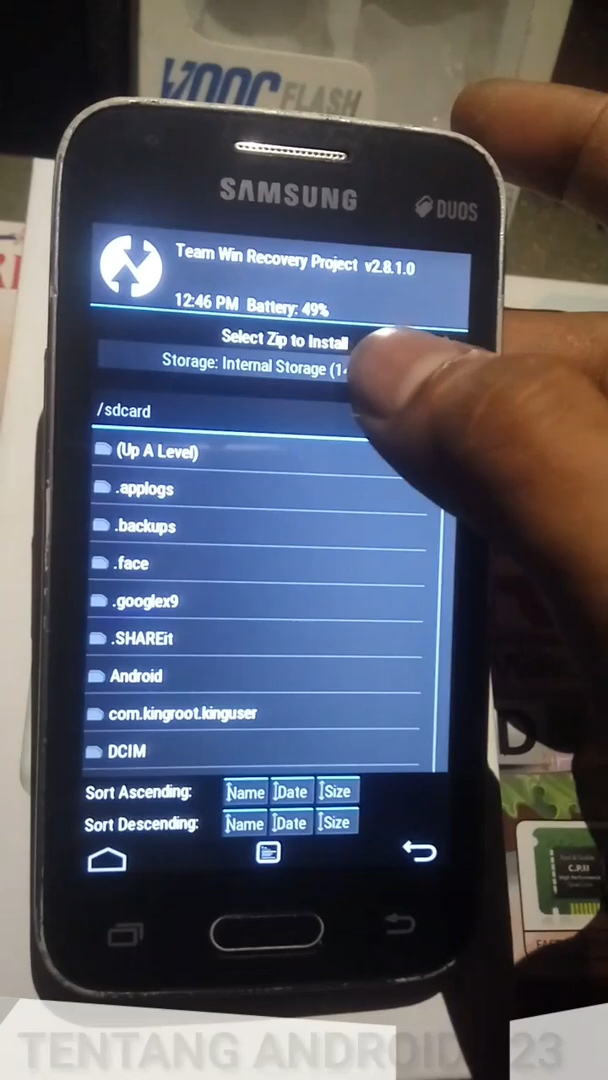 VOOC FLASH
SAMSUNG
DUOS
Team Win Recovery Project v2.8.1.0
12:46 PM Battery: 49%
Select Zip to Install
Storage: Internal Storage (1
/sdcard
(Up A Level)
.applogs
.backups
.face
.googlex9
.SHAREit
Android
com.kingroot.kinguser
DCIM
Sort Ascending: Name Date Size
Sort Descending: Name Date Size
C.P.U
TENTANG ANDROID 23